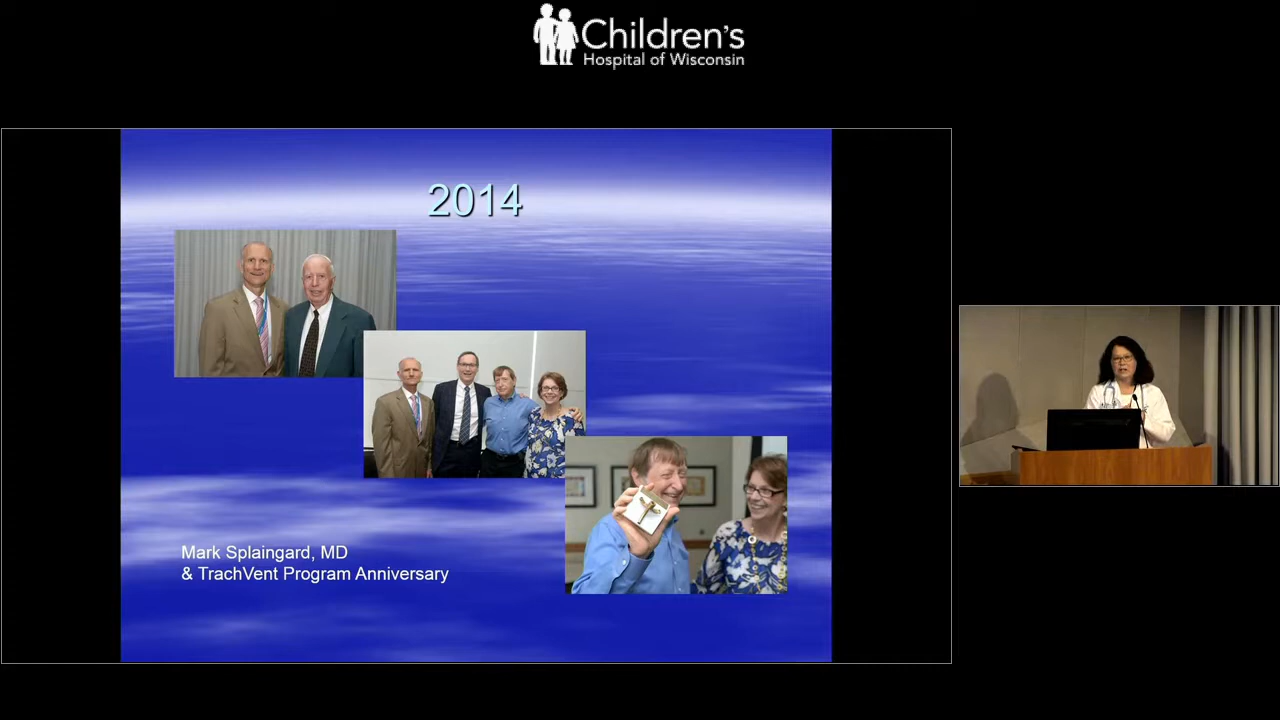 Children's
Hospital of Wisconsin
2014
Mark Splaingard, MD
& TrachVent Program Anniversary